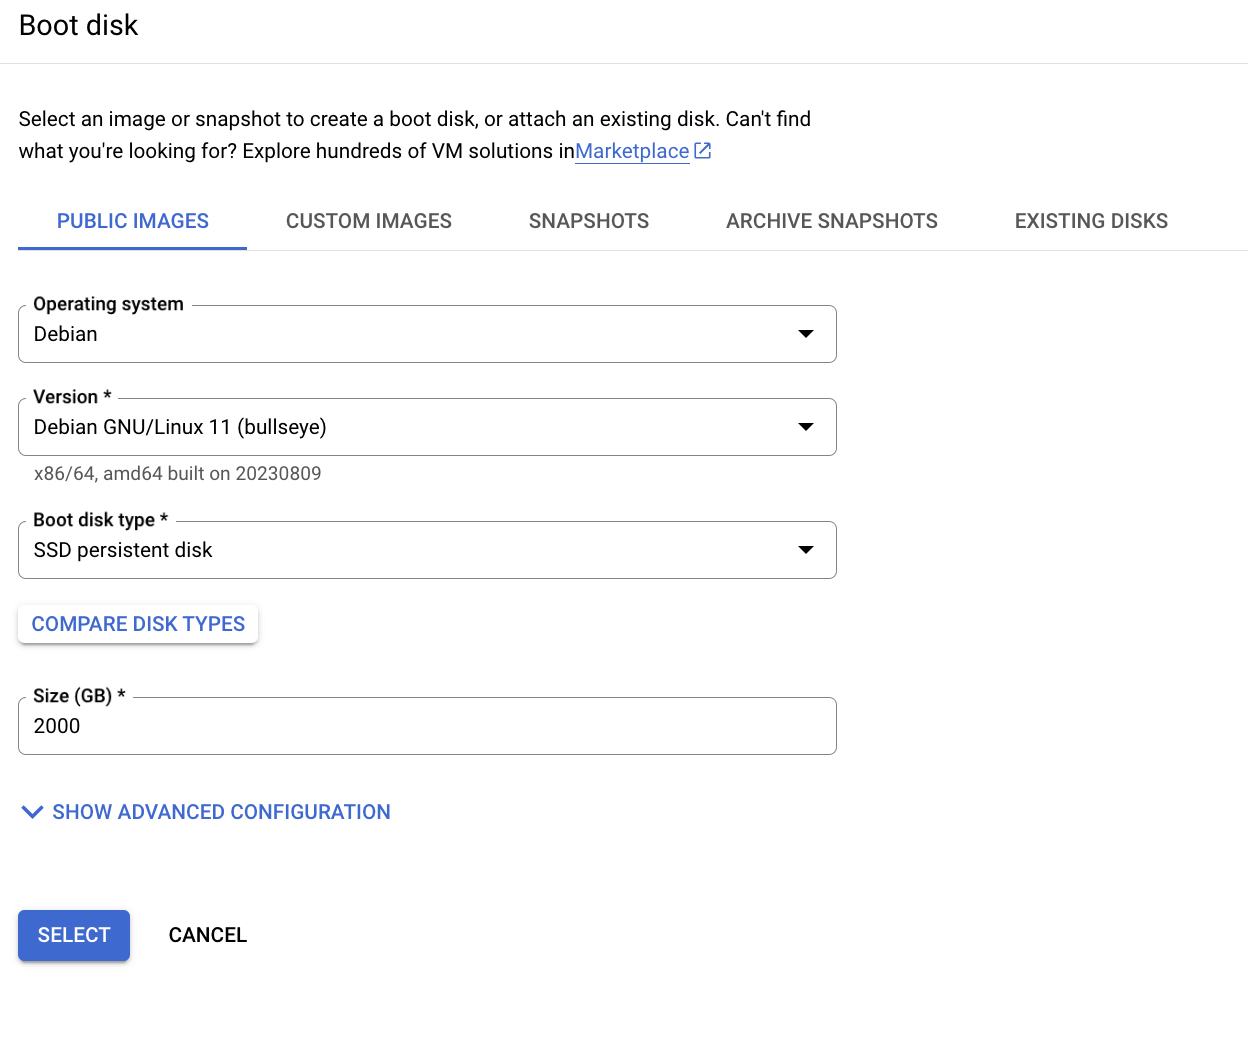 Boot disk
Select an image or snapshot to create a boot disk, or attach an existing disk. Can't find
what you're looking for? Explore hundreds of VM solutions inMarketplace
PUBLIC IMAGES CUSTOM IMAGES SNAPSHOTS ARCHIVE SNAPSHOTS EXISTING DISKS
Operating system
Debian
Version *
Debian GNU/Linux 11 (bullseye)
x86/64, amd64 built on 20230809
Boot disk type *
SSD persistent disk
COMPARE DISK TYPES
Size (GB) *
2000
SHOW ADVANCED CONFIGURATION
SELECT CANCEL